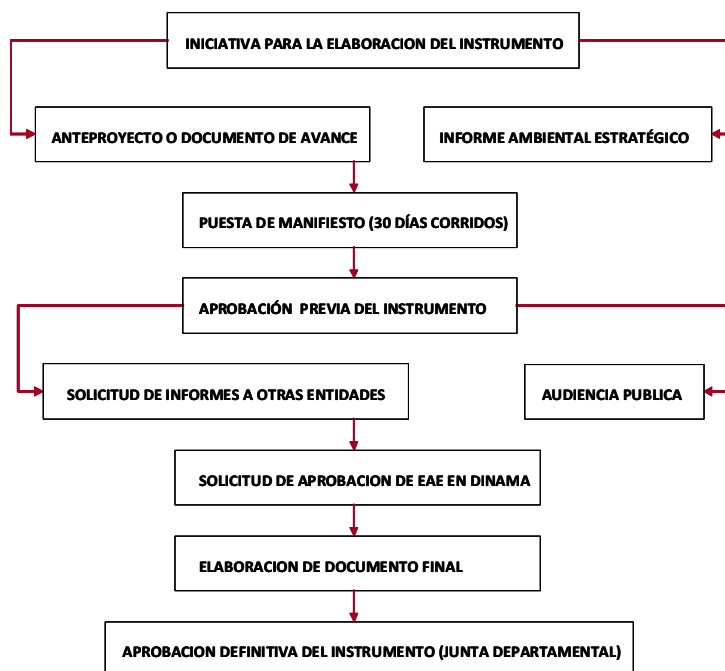 INICIATIVA PARA LA ELABORACION DEL INSTRUMENTO
ANTEPROYECTO O DOCUMENTO DE AVANCE
INFORME AMBIENTAL ESTRATÉGICO
PUESTA DE MANIFIESTO (30 DÍAS CORRIDOS)
APROBACIÓN PREVIA DEL INSTRUMENTO
SOLICITUD DE INFORMES A OTRAS ENTIDADES
AUDIENCIA PUBLICA
SOLICITUD DE APROBACION DE EAE EN DINAMA
ELABORACION DE DOCUMENTO FINAL
APROBACION DEFINITIVA DEL INSTRUMENTO (JUNTA DEPARTAMENTAL)